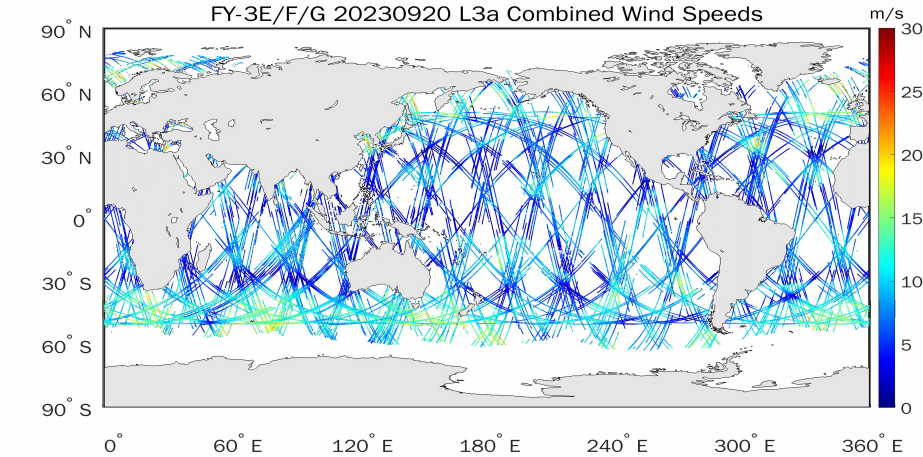 FY-3E/F/G 20230920 L3a Combined Wind Speeds
m/s
90° N
60° N
30° N
0°
30° S
60° S
90° S
0° 60° E 120° E 180° E 240° E 300° E 360° E
30
25
20
15
10
5
0